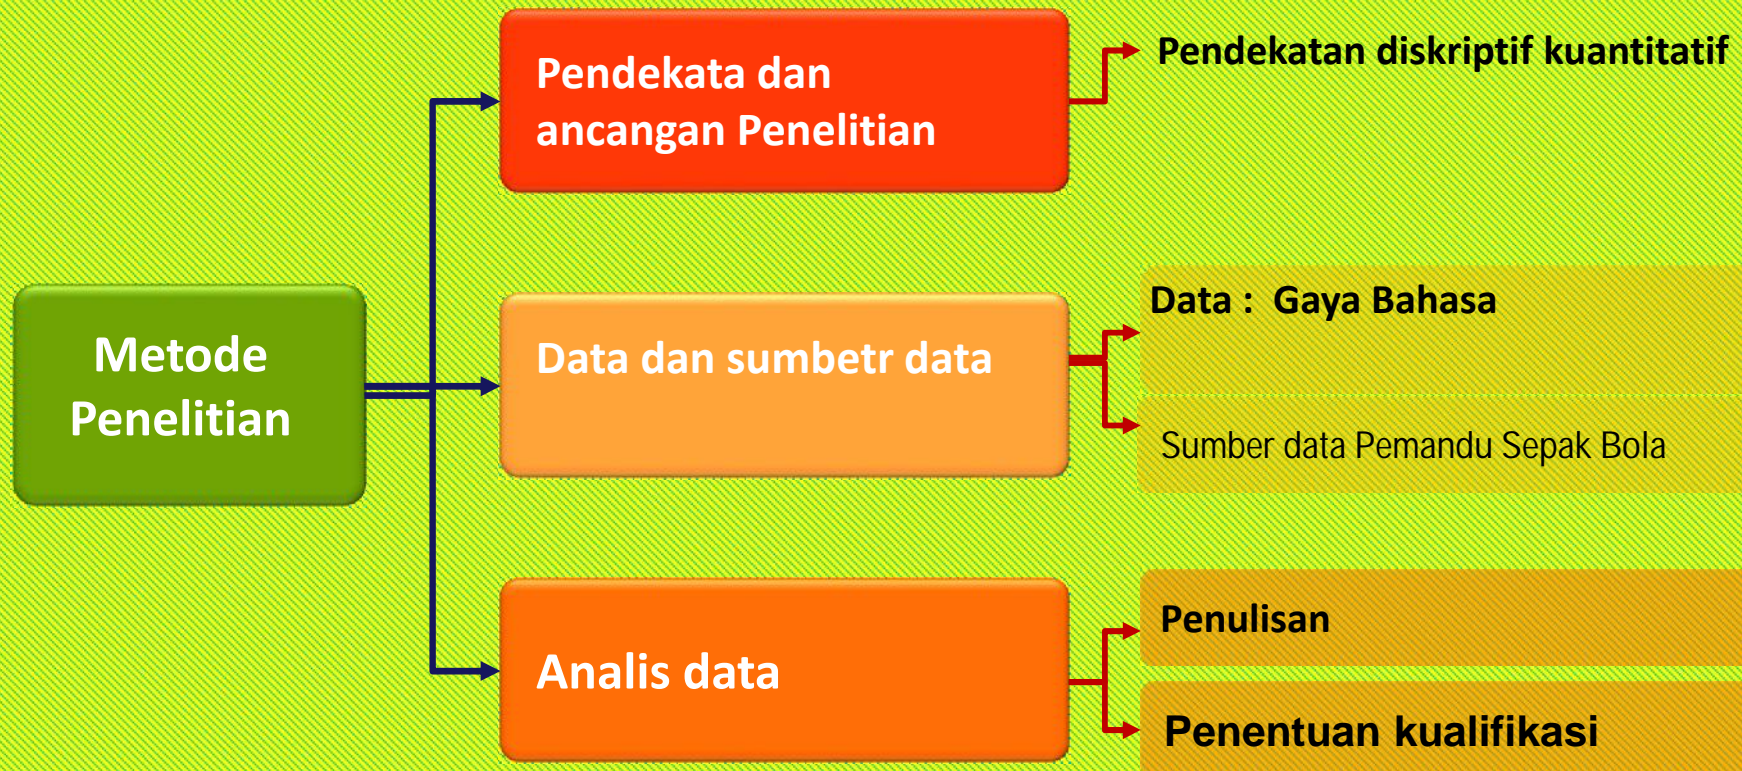 Pendekata dan
ancangan Penelitian
Pendekatan diskriptif kuantitatif
Metode
Penelitian
Data dan sumbetr data
Data : Gaya Bahasa
Sumber data Pemandu Sepak Bola
Analis data
Penulisan
Penentuan kualifikasi